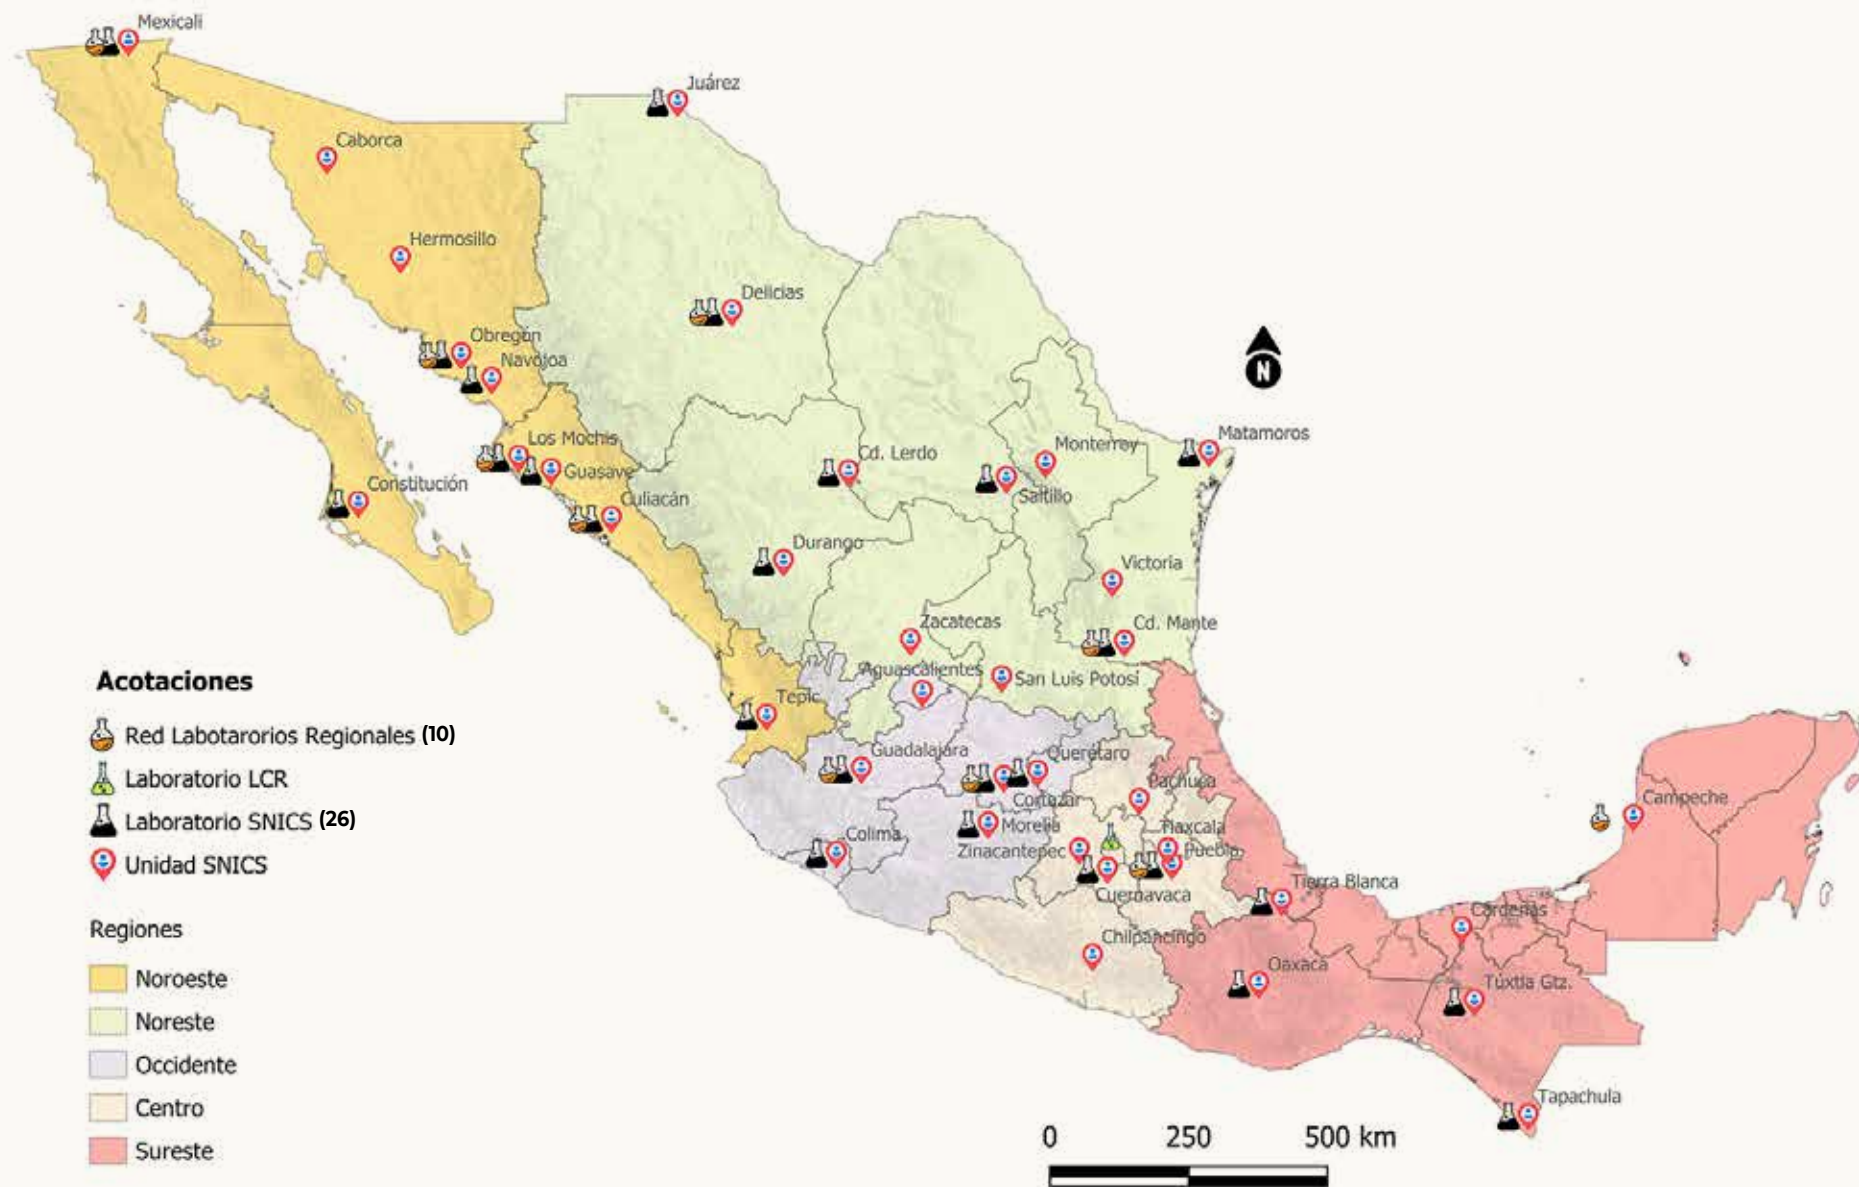 Mexicali
Juárez
Caborca
Hermosillo
Delicias
Obregón
Navojoa
Los Mochis
Guasave
Constitución
Culiacán
Cd. Lerdo
Monterrey
Matamoros
Saltillo
Durango
Victoria
Zacatecas
Cd. Mante
Aguascalientes
San Luis Potosí
Tepic
Guadalajara
Querétaro
Pachuca
Cortazar
Campeche
Colima
Morelia
Tlaxcala
Zinacantepec
Puebla
Cuernavaca
Tierra Blanca
Cárdenas
Chilpancingo
Oaxaca
Túxtla Gtz.
Tapachula
N
Acotaciones
Red Labotarorios Regionales (10)
Laboratorio LCR
Laboratorio SNICS (26)
Unidad SNICS
Regiones
Noroeste
Noreste
Occidente
Centro
Sureste
0 250 500 km